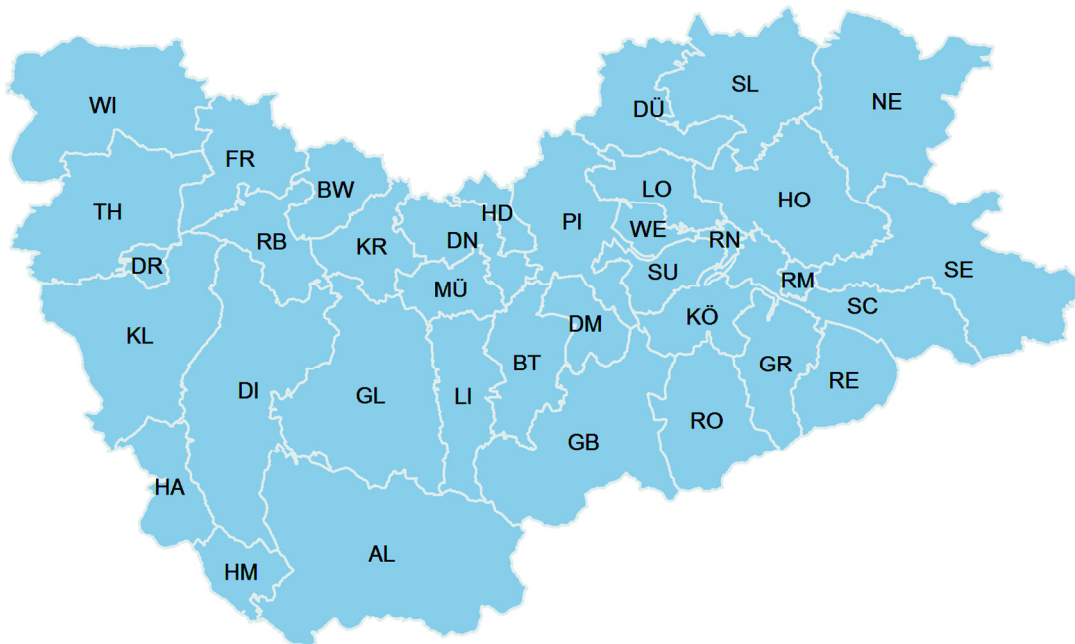 SL
WI
NE
DÜ
FR
BW
LO
HO
TH
HD
PI
WE
RB
KR
DN
RN
DR
SU
SE
MÜ
RM
SC
KL
DM
KÖ
BT
GR
RE
DI
GL
LI
RO
GB
HA
AL
HM